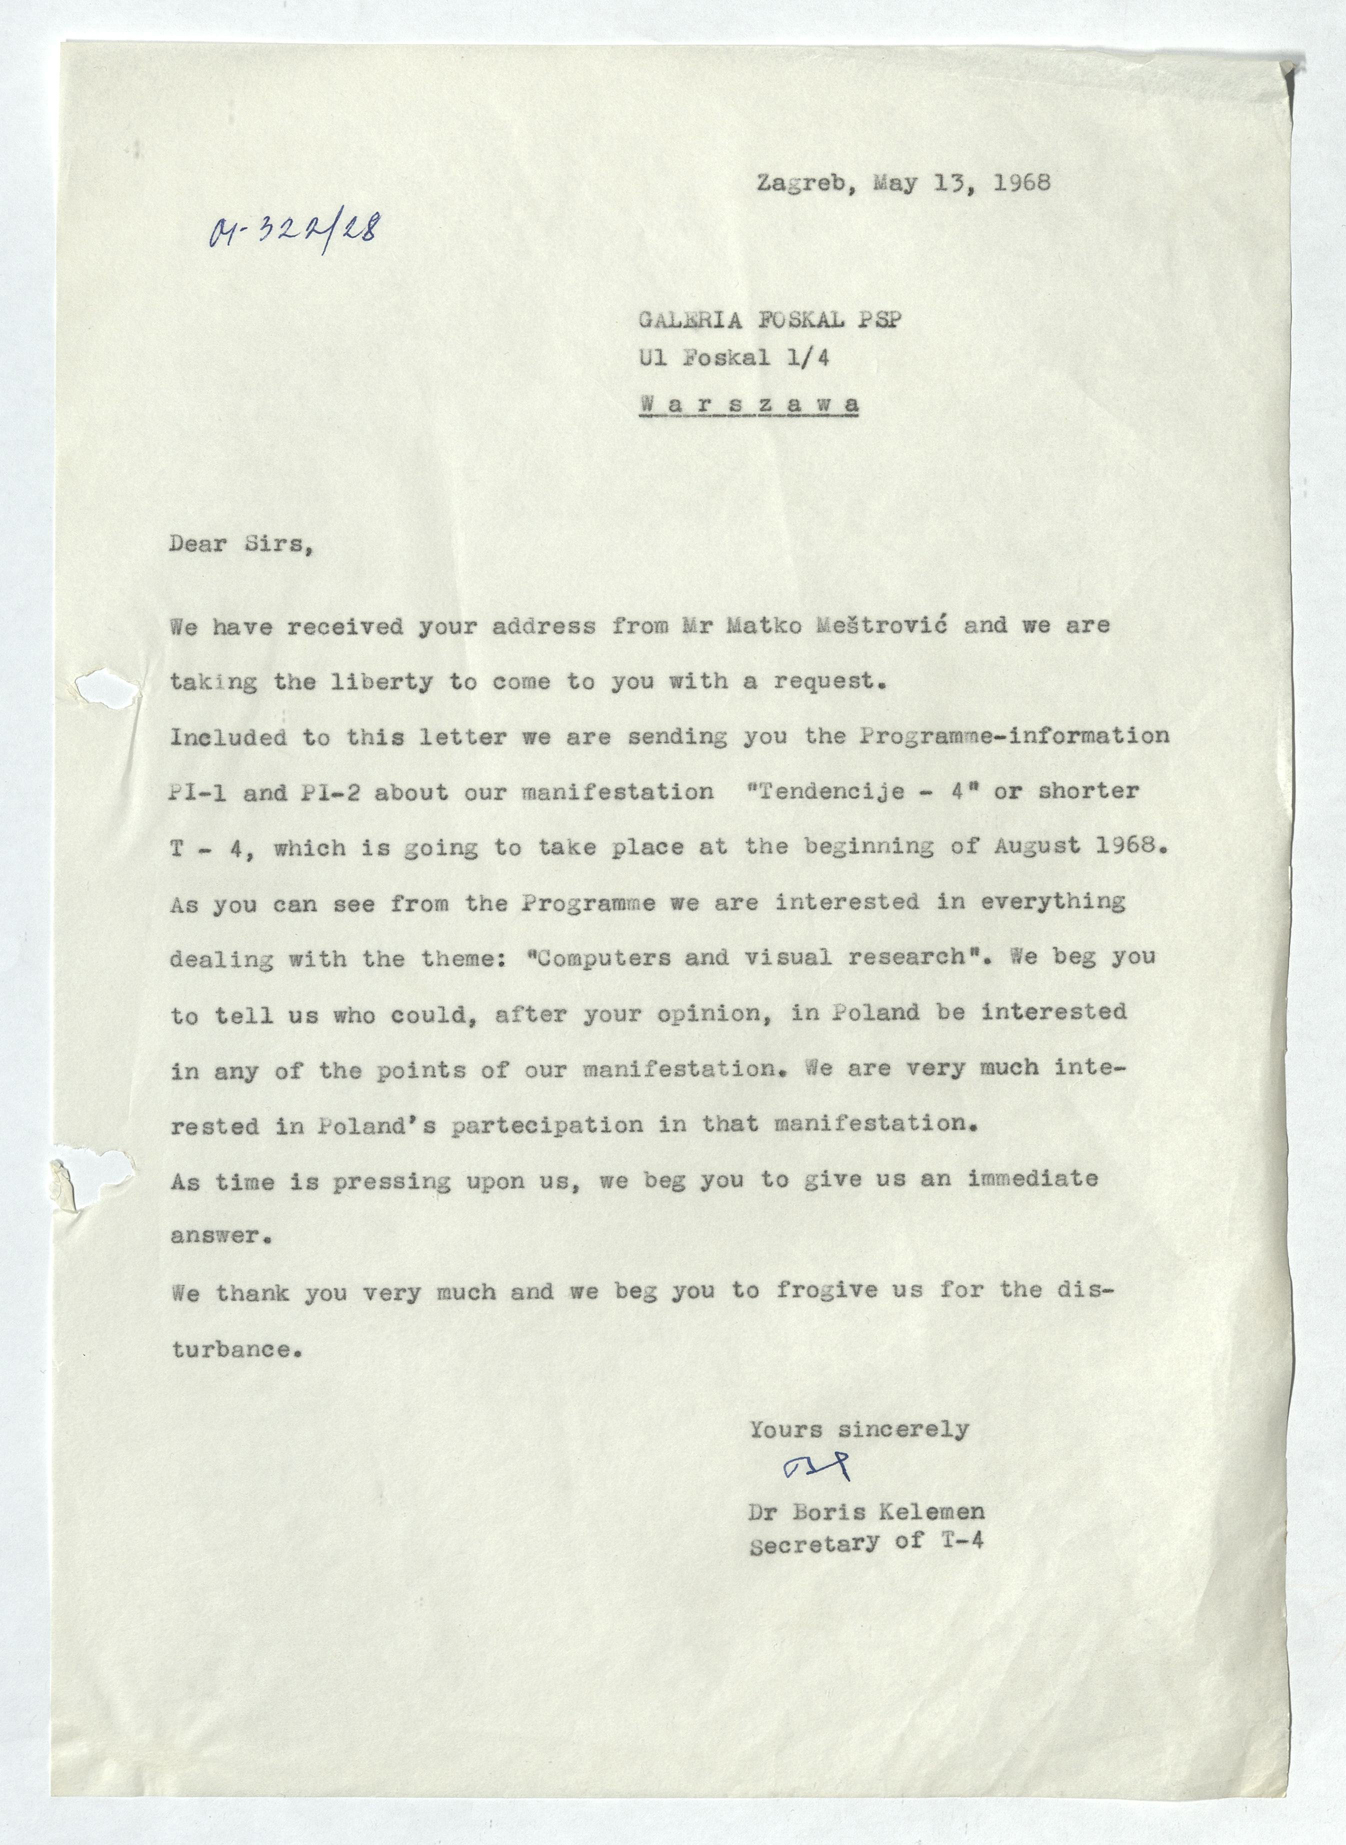 Zagreb, May 13, 1968
01-322/28
GALERIA FOSKAL PSP
Ul Foskal 1/4
Warszawa
Dear Sirs,
We have received your address from Mr Matko Meštrović and we are
taking the liberty to come to you with a request.
Included to this letter we are sending you the Programme-information
PI-1 and PI-2 about our manifestation "Tendencije - 4" or shorter
T - 4, which is going to take place at the beginning of August 1968.
As you can see from the Programme we are interested in everything
dealing with the theme: "Computers and visual research". We beg you
to tell us who could, after your opinion, in Poland be interested
in any of the points of our manifestation. We are very much inte-
rested in Poland's partecipation in that manifestation.
As time is pressing upon us, we beg you to give us an immediate
answer.
We thank you very much and we beg you to frogive us for the dis-
turbance.
Yours sincerely
Dr Boris Kelemen
Secretary of T-4